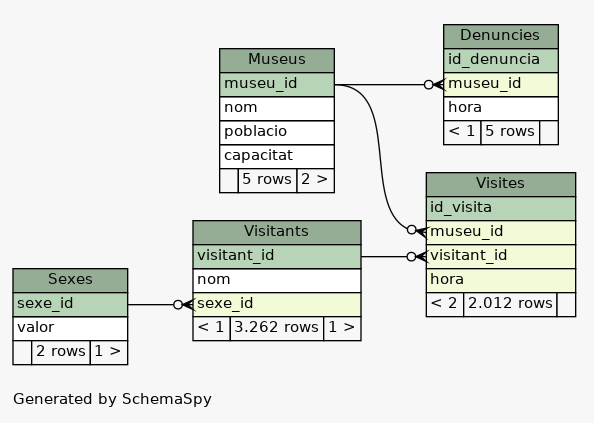 Denuncies
id_denuncia
museu_id
hora
< 1 5 rows
Museus
museu_id
nom
poblacio
capacitat
5 rows 2 >
Visites
id_visita
museu_id
visitant_id
hora
< 2 2.012 rows
Visitants
visitant_id
nom
sexe_id
< 1 3.262 rows 1 >
Sexes
sexe_id
valor
2 rows 1 >
Generated by SchemaSpy